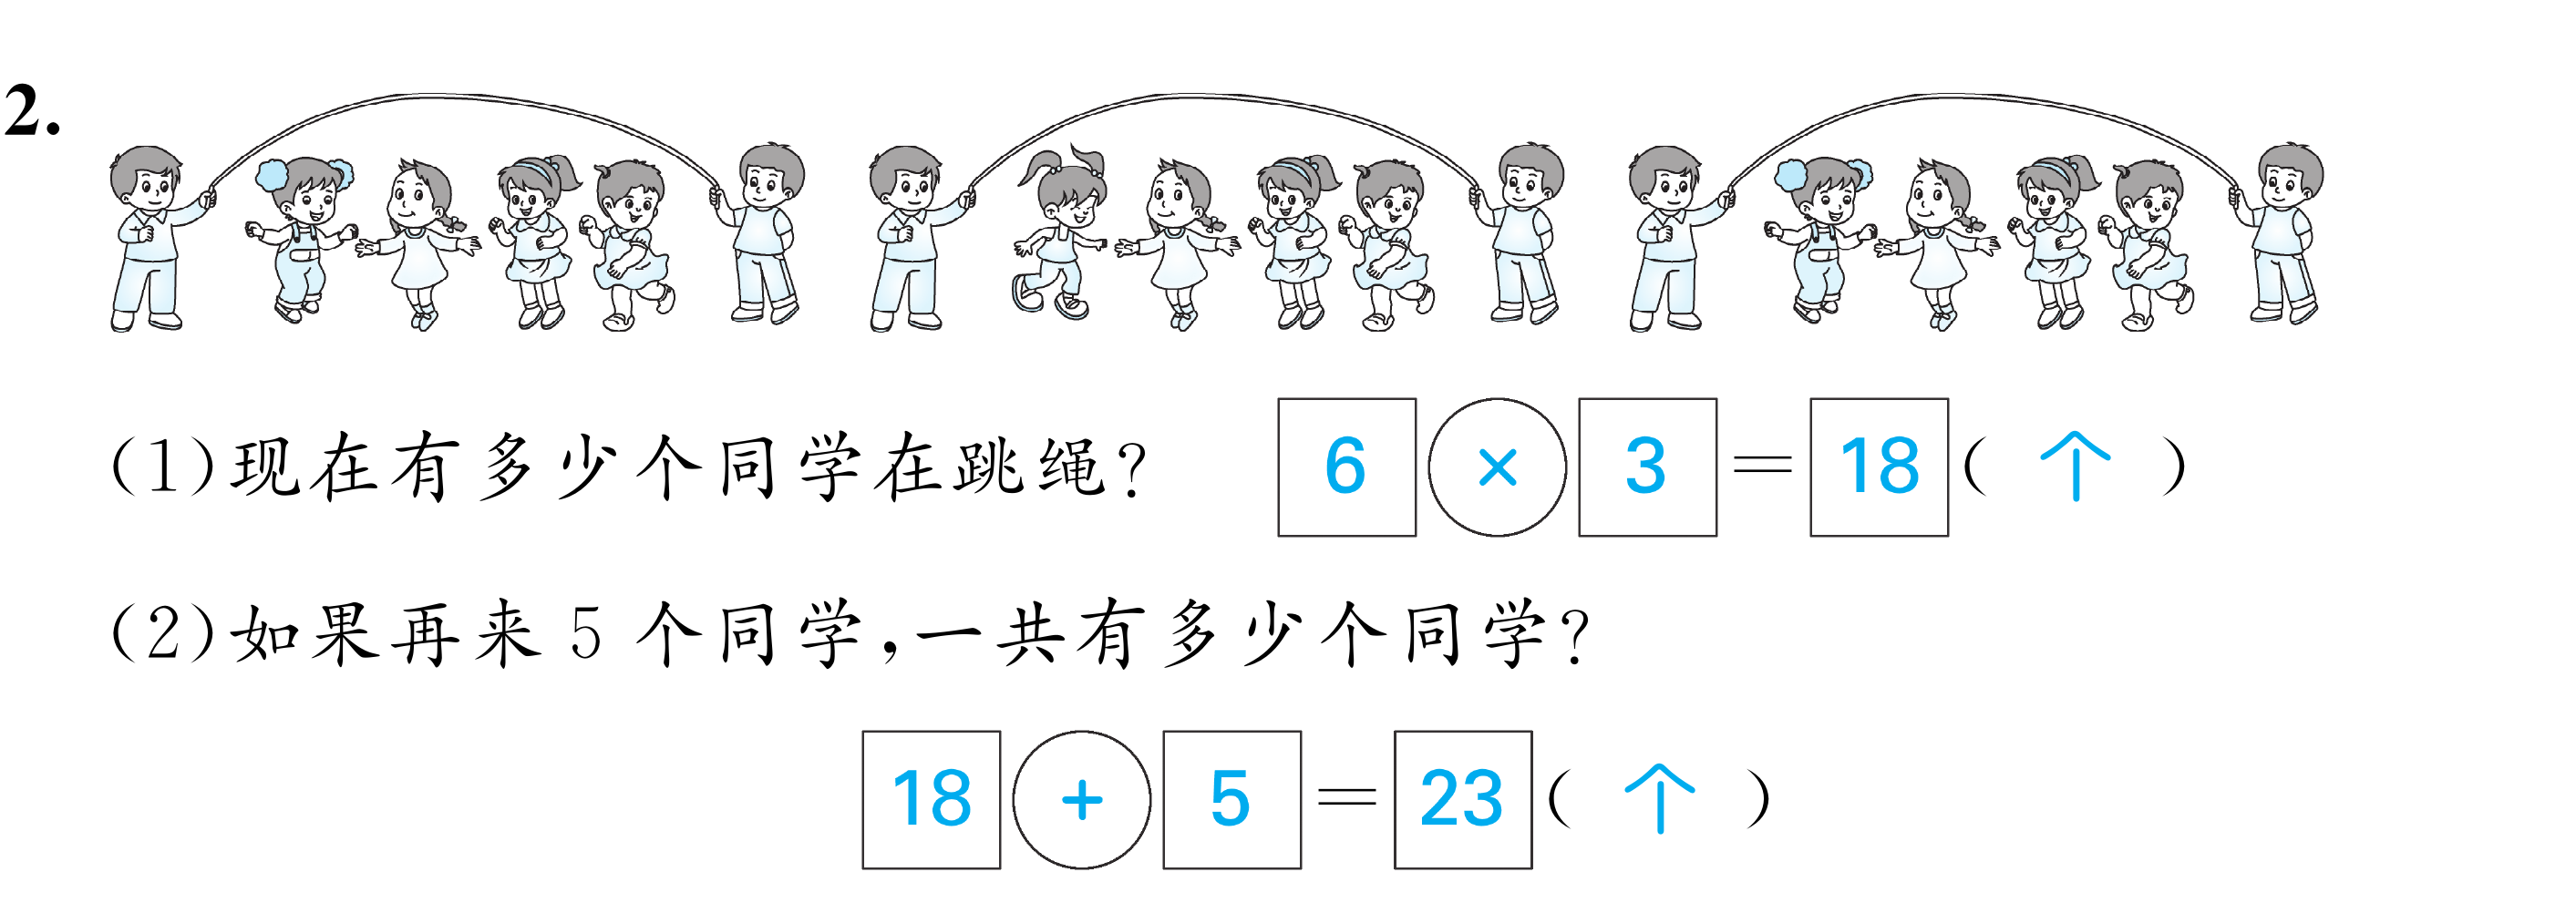 2.
(1)现在有多少个同学在跳绳? 6 × 3 = 18 ( 个 )
(2)如果再来 5 个同学,一共有多少个同学?
18 + 5 = 23 ( 个 )